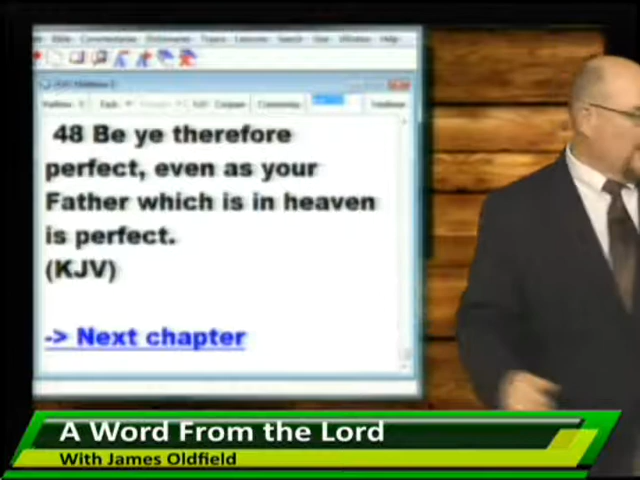 48 Be ye therefore
perfect, even as your
Father which is in heaven
is perfect.
(KJV)
-> Next chapter
A Word From the Lord
With James Oldfield